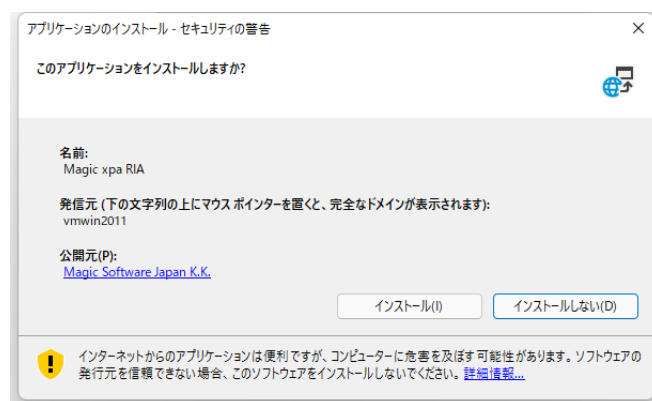 アプリケーションのインストール - セキュリティの警告
このアプリケーションをインストールしますか?
名前:
Magic xpa RIA
発信元 (下の文字列の上にマウス ポインターを置くと、完全なドメインが表示されます):
vmwin2011
公開元(P):
Magic Software Japan K.K.
インストール(I)
インストールしない(D)
インターネットからのアプリケーションは便利ですが、コンピューターに危害を及ぼす可能性があります。ソフトウェアの
発行元を信頼できない場合、このソフトウェアをインストールしないでください。詳細情報...